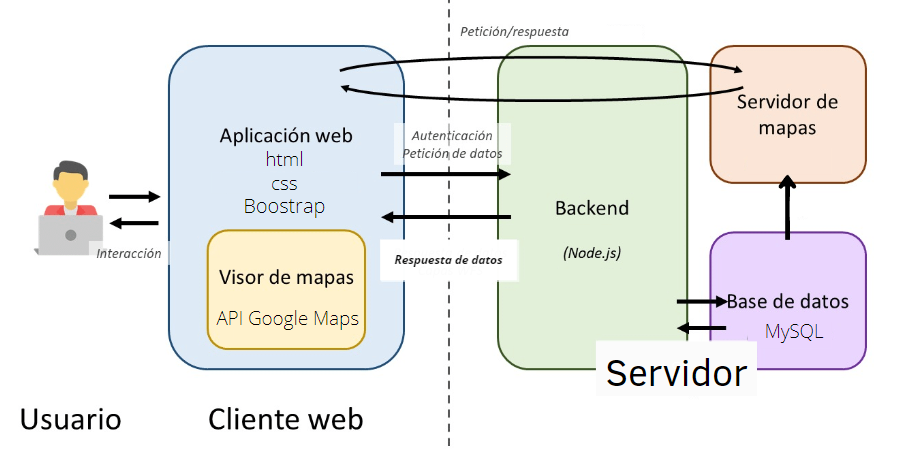 Petición/respuesta
Servidor de
mapas
Aplicación web
html
css
Boostrap
Autenticación
Petición de datos
Backend
(Node.js)
Interacción
Respuesta de datos
Visor de mapas
API Google Maps
Base de datos
MySQL
Servidor
Usuario
Cliente web